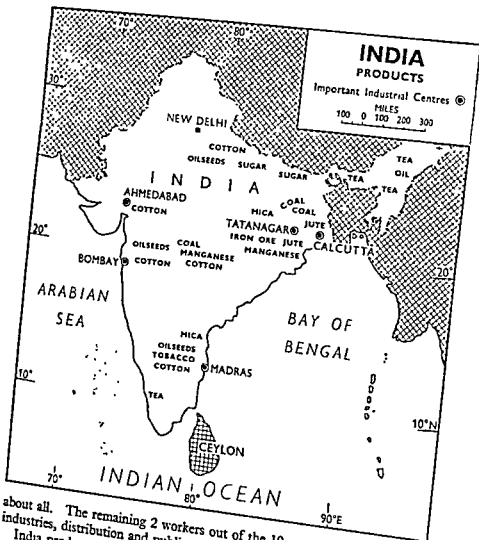 70°
80°
INDIA
PRODUCTS
Important Industrial Centres
MILES
100 0 100 200 300
30°
NEW DELHI
COTTON
OILSEEDS SUGAR SUGAR
TEA
OIL
TEA
TEA
INDIA
AHMEDABAD
COTTON
COAL
COAL
MICA
TATANAGAR
JUTE
IRON ORE JUTE
CALCUTTA
MANGANESE
20°
20°
OILSEEDS COAL
MANGANESE
BOMBAY
COTTON COTTON
ARABIAN
SEA
BAY OF
BENGAL
MICA
OILSEEDS
TOBACCO
COTTON
MADRAS
10°
10°N
TEA
CEYLON
INDIAN OCEAN
70°
80°
90°E
about all. The remaining 2 workers out of the 10
industries, distribution and
India